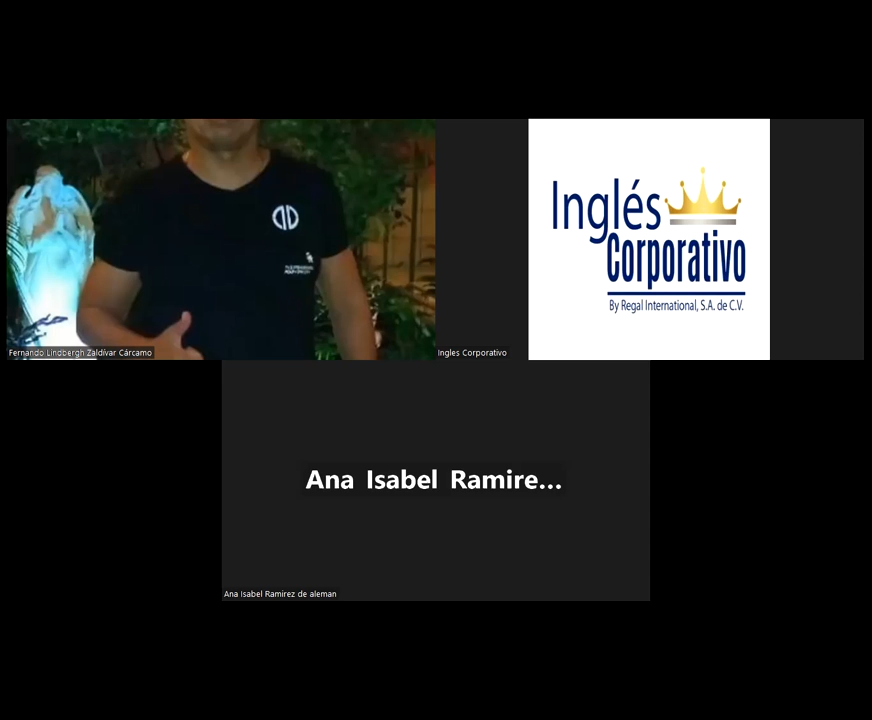 Fernando Lindbergh Zaldívar Cárcamo
Inglés
Corporativo
By Regal International, S.A. de C.V.
Ingles Corporativo
Ana Isabel Ramire...
Ana Isabel Ramirez de aleman